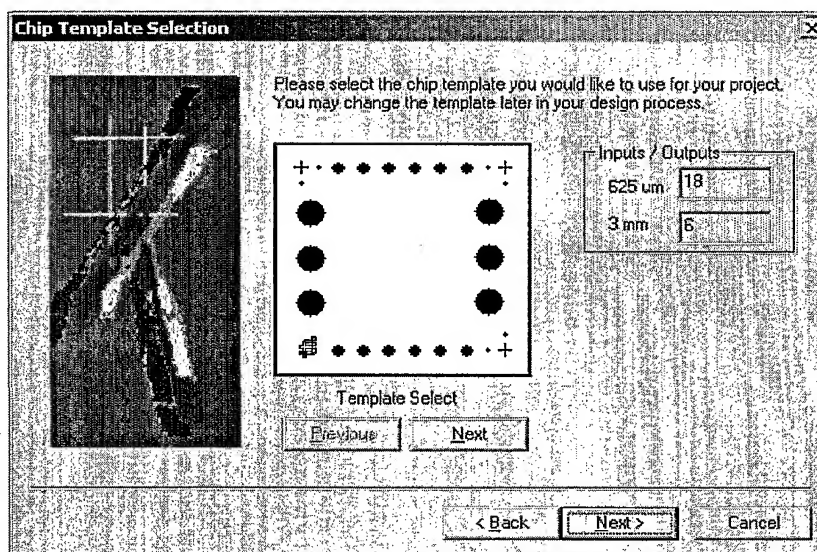 Chip Template Selection
Please select the chip template you would like to use for your project.
You may change the template later in your design process.
Inputs / Outputs
625 um 18
3 mm 6
Template Select
Previous Next
< Back Next > Cancel